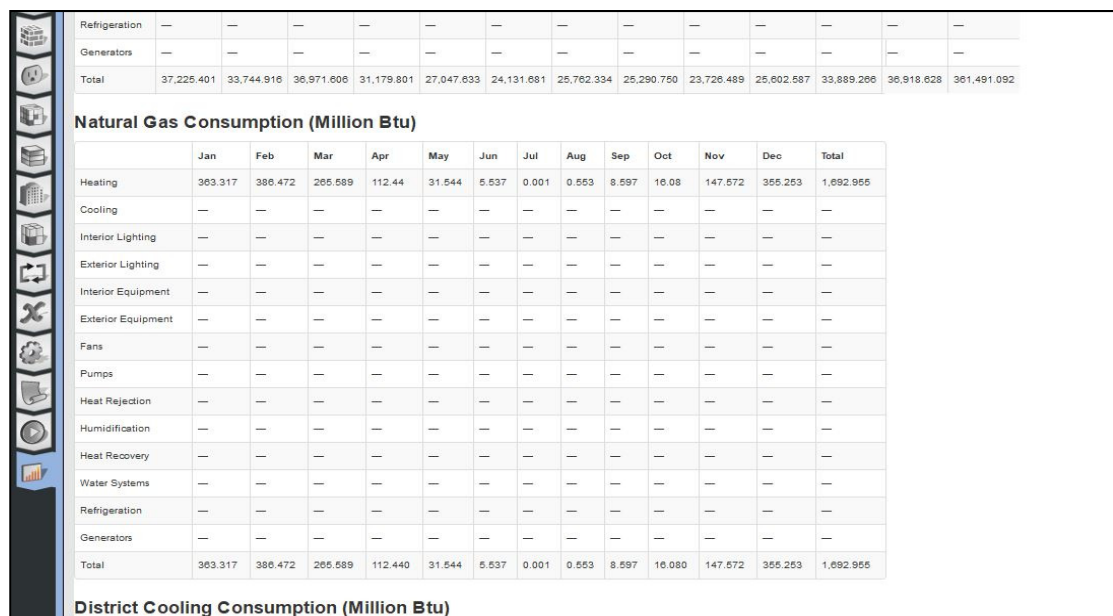 Refrigeration — — — — — — — — — — — — —
Generators — — — — — — — — — — — — —
Total 37,225.401 33,744.916 36,971.606 31,179.801 27,047.633 24,131.681 25,762.334 25,290.750 23,726.489 25,602.587 33,889.266 36,918.628 361,491.092
Natural Gas Consumption (Million Btu)
Jan Feb Mar Apr May Jun Jul Aug Sep Oct Nov Dec Total
Heating 363.317 386.472 265.589 112.44 31.544 5.537 0.001 0.553 8.597 16.08 147.572 355.253 1,692.955
Cooling — — — — — — — — — — — — —
Interior Lighting — — — — — — — — — — — — —
Exterior Lighting — — — — — — — — — — — — —
Interior Equipment — — — — — — — — — — — — —
Exterior Equipment — — — — — — — — — — — — —
Fans — — — — — — — — — — — — —
Pumps — — — — — — — — — — — — —
Heat Rejection — — — — — — — — — — — — —
Humidification — — — — — — — — — — — — —
Heat Recovery — — — — — — — — — — — — —
Water Systems — — — — — — — — — — — — —
Refrigeration — — — — — — — — — — — — —
Generators — — — — — — — — — — — — —
Total 363.317 386.472 265.589 112.440 31.544 5.537 0.001 0.553 8.597 16.080 147.572 355.253 1,692.955
District Cooling Consumption (Million Btu)